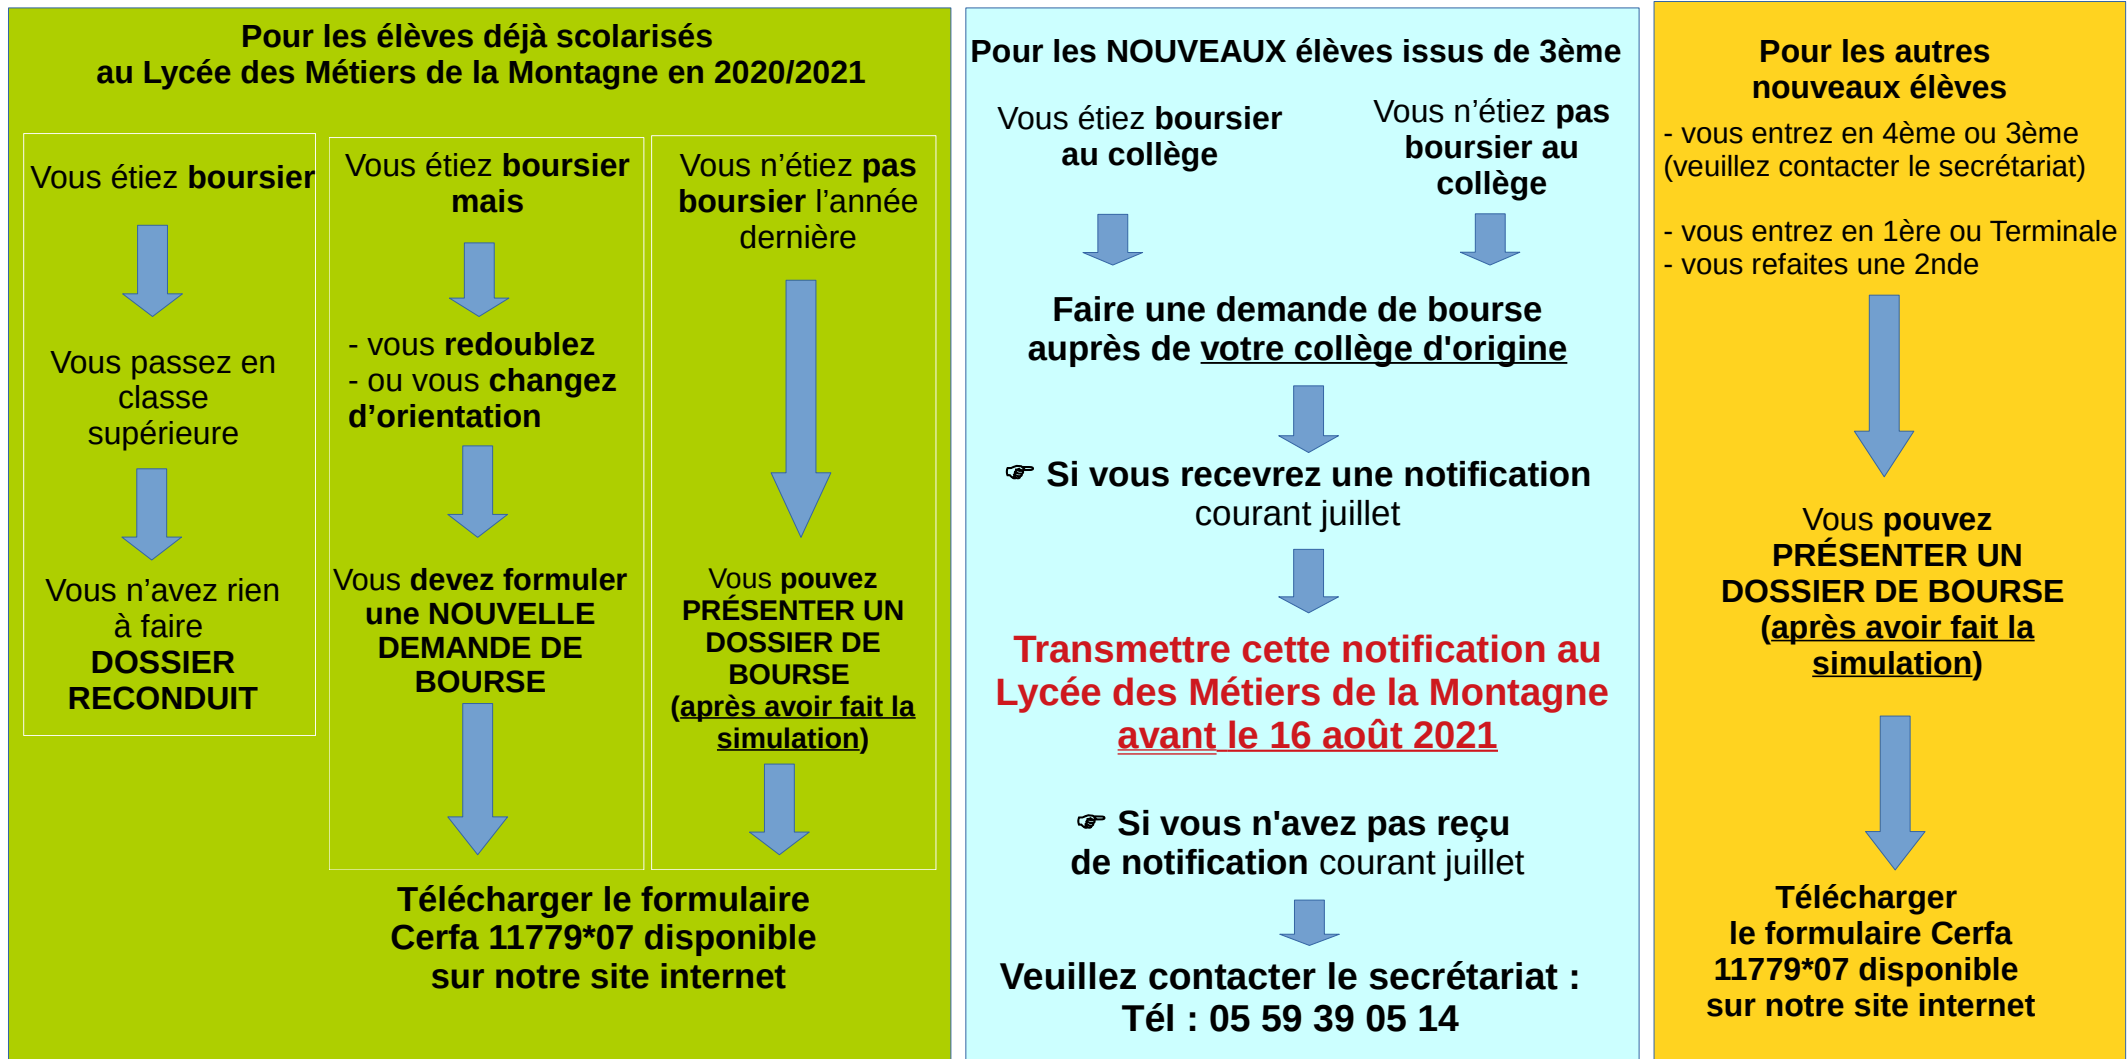 Pour les élèves déjà scolarisés
au Lycée des Métiers de la Montagne en 2020/2021
Vous étiez boursier
Vous passez en
classe
supérieure
Vous n’avez rien
à faire
DOSSIER
RECONDUIT
Vous étiez boursier
mais
- vous redoublez
- ou vous changez
d’orientation
Vous devez formuler
une NOUVELLE
DEMANDE DE
BOURSE
Vous n’étiez pas
boursier l’année
dernière
Vous pouvez
PRÉSENTER UN
DOSSIER DE
BOURSE
(après avoir fait la
simulation)
Télécharger le formulaire
Cerfa 11779*07 disponible
sur notre site internet
Pour les NOUVEAUX élèves issus de 3ème
Vous étiez boursier
au collège
Vous n’étiez pas
boursier au
collège
Faire une demande de bourse
auprès de votre collège d'origine
☞ Si vous recevrez une notification
courant juillet
Transmettre cette notification au
Lycée des Métiers de la Montagne
avant le 16 août 2021
☞ Si vous n'avez pas reçu
de notification courant juillet
Veuillez contacter le secrétariat :
Tél : 05 59 39 05 14
Pour les autres
nouveaux élèves
- vous entrez en 4ème ou 3ème
(veuillez contacter le secrétariat)
- vous entrez en 1ère ou Terminale
- vous refaites une 2nde
Vous pouvez
PRÉSENTER UN
DOSSIER DE BOURSE
(après avoir fait la
simulation)
Télécharger
le formulaire Cerfa
11779*07 disponible
sur notre site internet